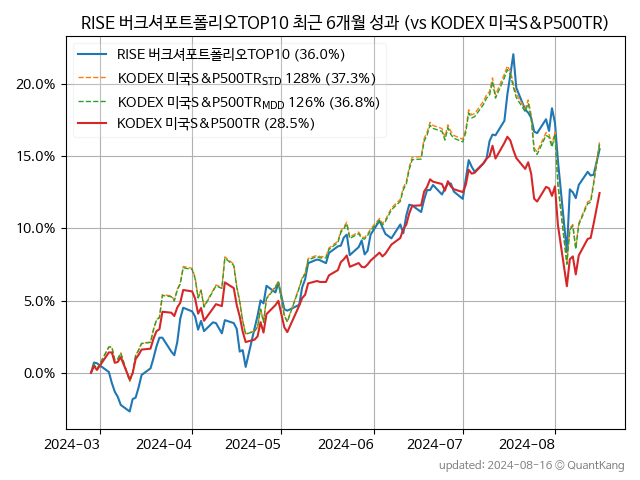 RISE 버크셔포트폴리오TOP10 최근 6개월 성과 (vs KODEX 미국S&P500TR)
RISE 버크셔포트폴리오TOP10 (36.0%)
KODEX 미국S&P500TR_STD 128% (37.3%)
KODEX 미국S&P500TR_MDD 126% (36.8%)
KODEX 미국S&P500TR (28.5%)
20.0%
15.0%
10.0%
5.0%
0.0%
2024-03 2024-04 2024-05 2024-06 2024-07 2024-08
updated: 2024-08-16 © QuantKang